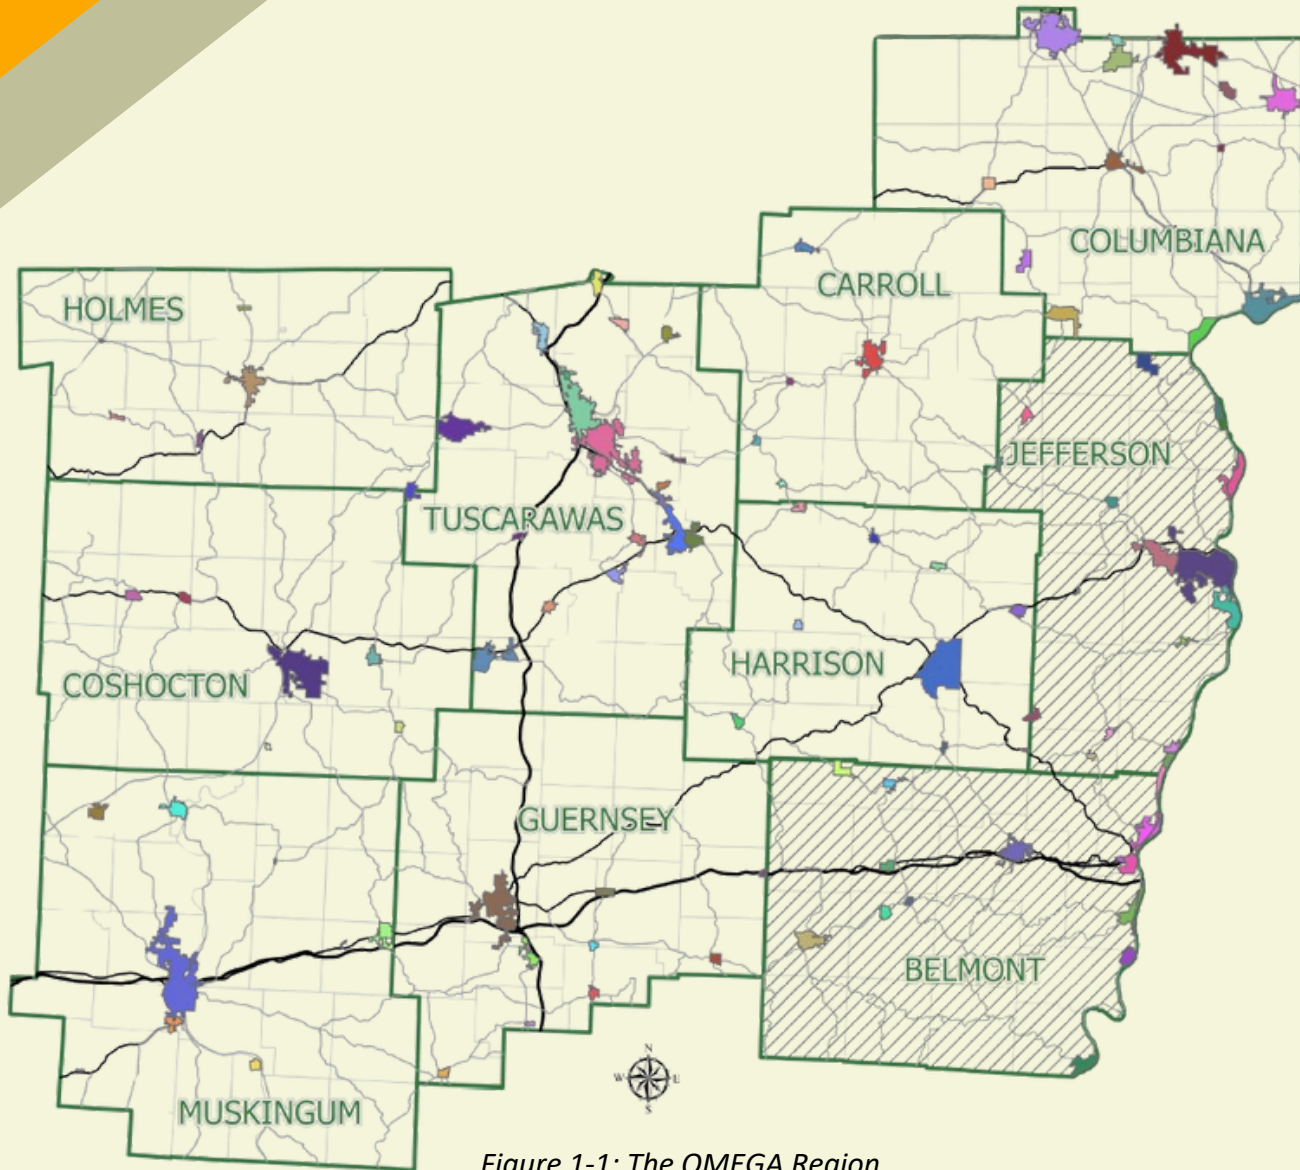 COLUMBIANA
CARROLL
HOLMES
JEFFERSON
TUSCARAWAS
HARRISON
COSHOCTON
GUERNSEY
BELMONT
N
W E
S
MUSKINGUM
Figure 1-1: The OMEGA Region